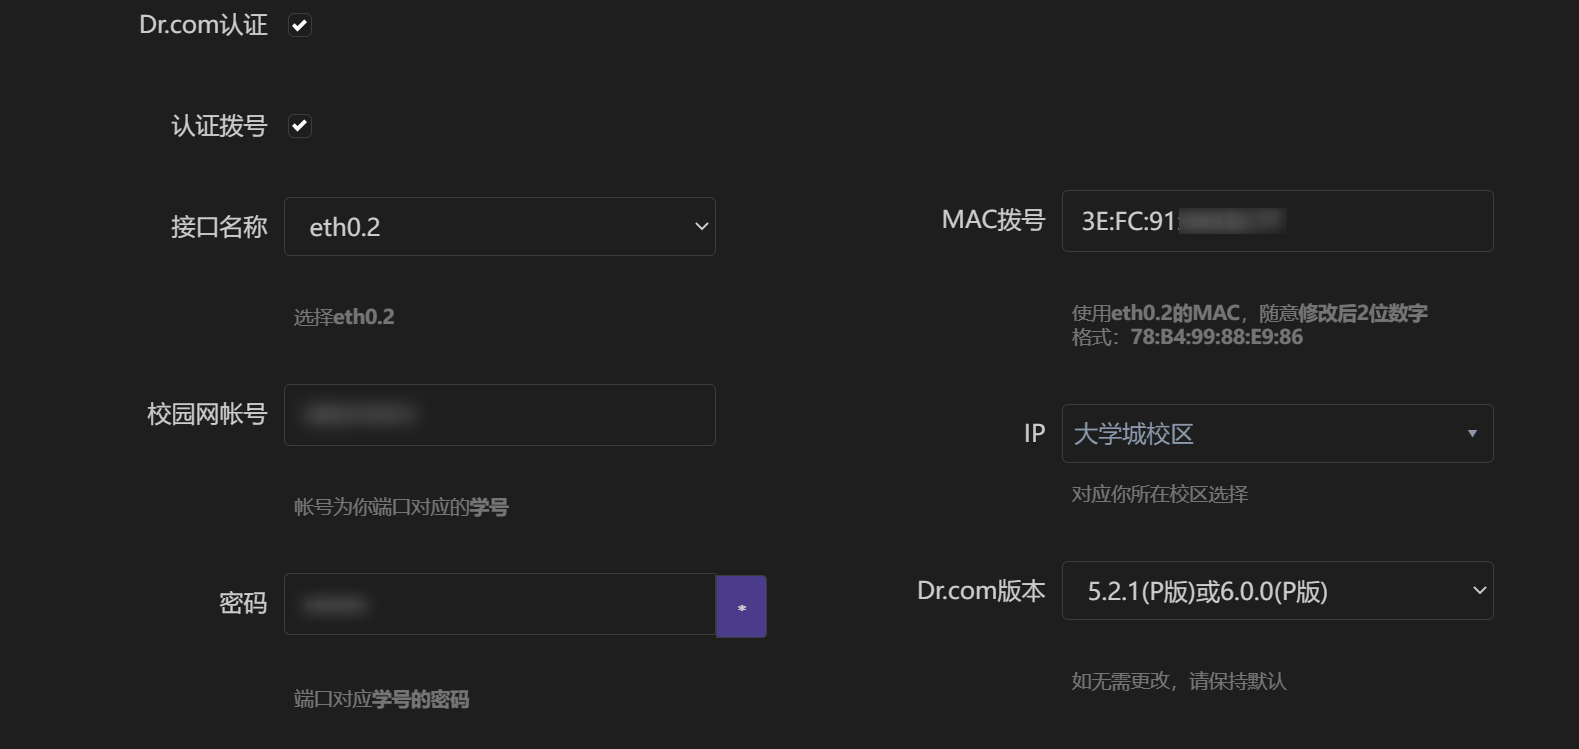 Dr.com认证
认证拨号
接口名称
eth0.2
选择eth0.2
MAC拨号
3E:FC:91:
使用eth0.2的MAC，随意修改后2位数字
格式：78:B4:99:88:E9:86
校园网帐号
帐号为你端口对应的学号
IP
大学城校区
对应你所在校区选择
密码
*
端口对应学号的密码
Dr.com版本
5.2.1(P版)或6.0.0(P版)
如无需更改，请保持默认